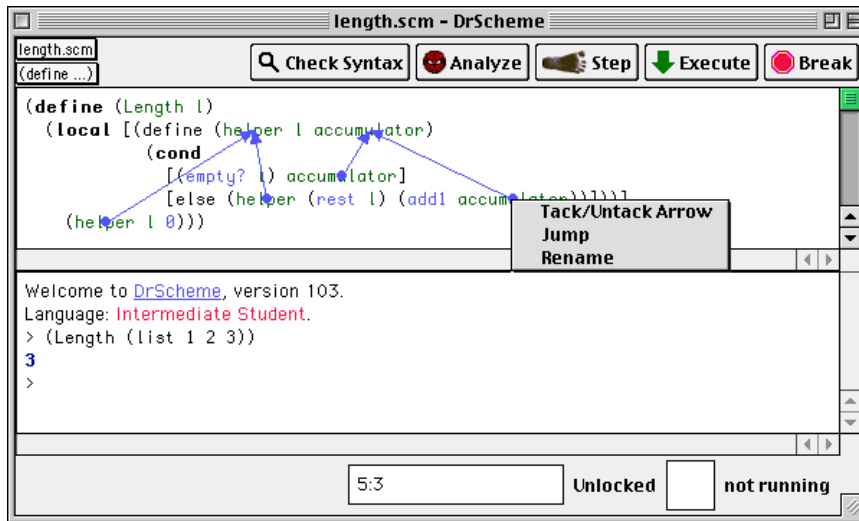 length.scm - DrScheme
length.scm
(define ...)
Check Syntax Analyze Step Execute Break
(define (Length l)
(local [(define (helper l accumulator)
(cond
[(empty? l) accumulator]
[else (helper (rest l) (add1 accumulator))]))]
(helper l 0)))
Tack/Untack Arrow
Jump
Rename
Welcome to DrScheme, version 103.
Language: Intermediate Student.
> (Length (list 1 2 3))
3
>
5:3 Unlocked not running